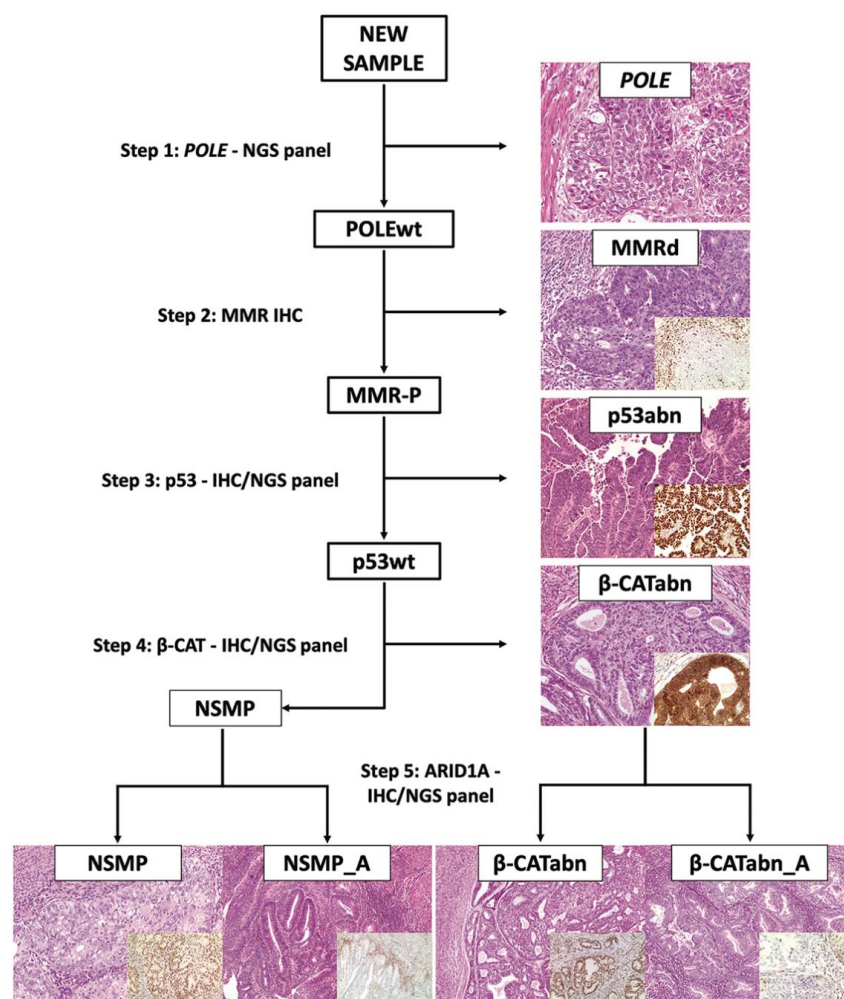 NEW
SAMPLE
POLE
Step 1: POLE - NGS panel
POLEwt
MMRd
Step 2: MMR IHC
MMR-P
p53abn
Step 3: p53 - IHC/NGS panel
p53wt
β-CATabn
Step 4: β-CAT - IHC/NGS panel
NSMP
Step 5: ARID1A -
IHC/NGS panel
NSMP
NSMP_A
β-CATabn
β-CATabn_A